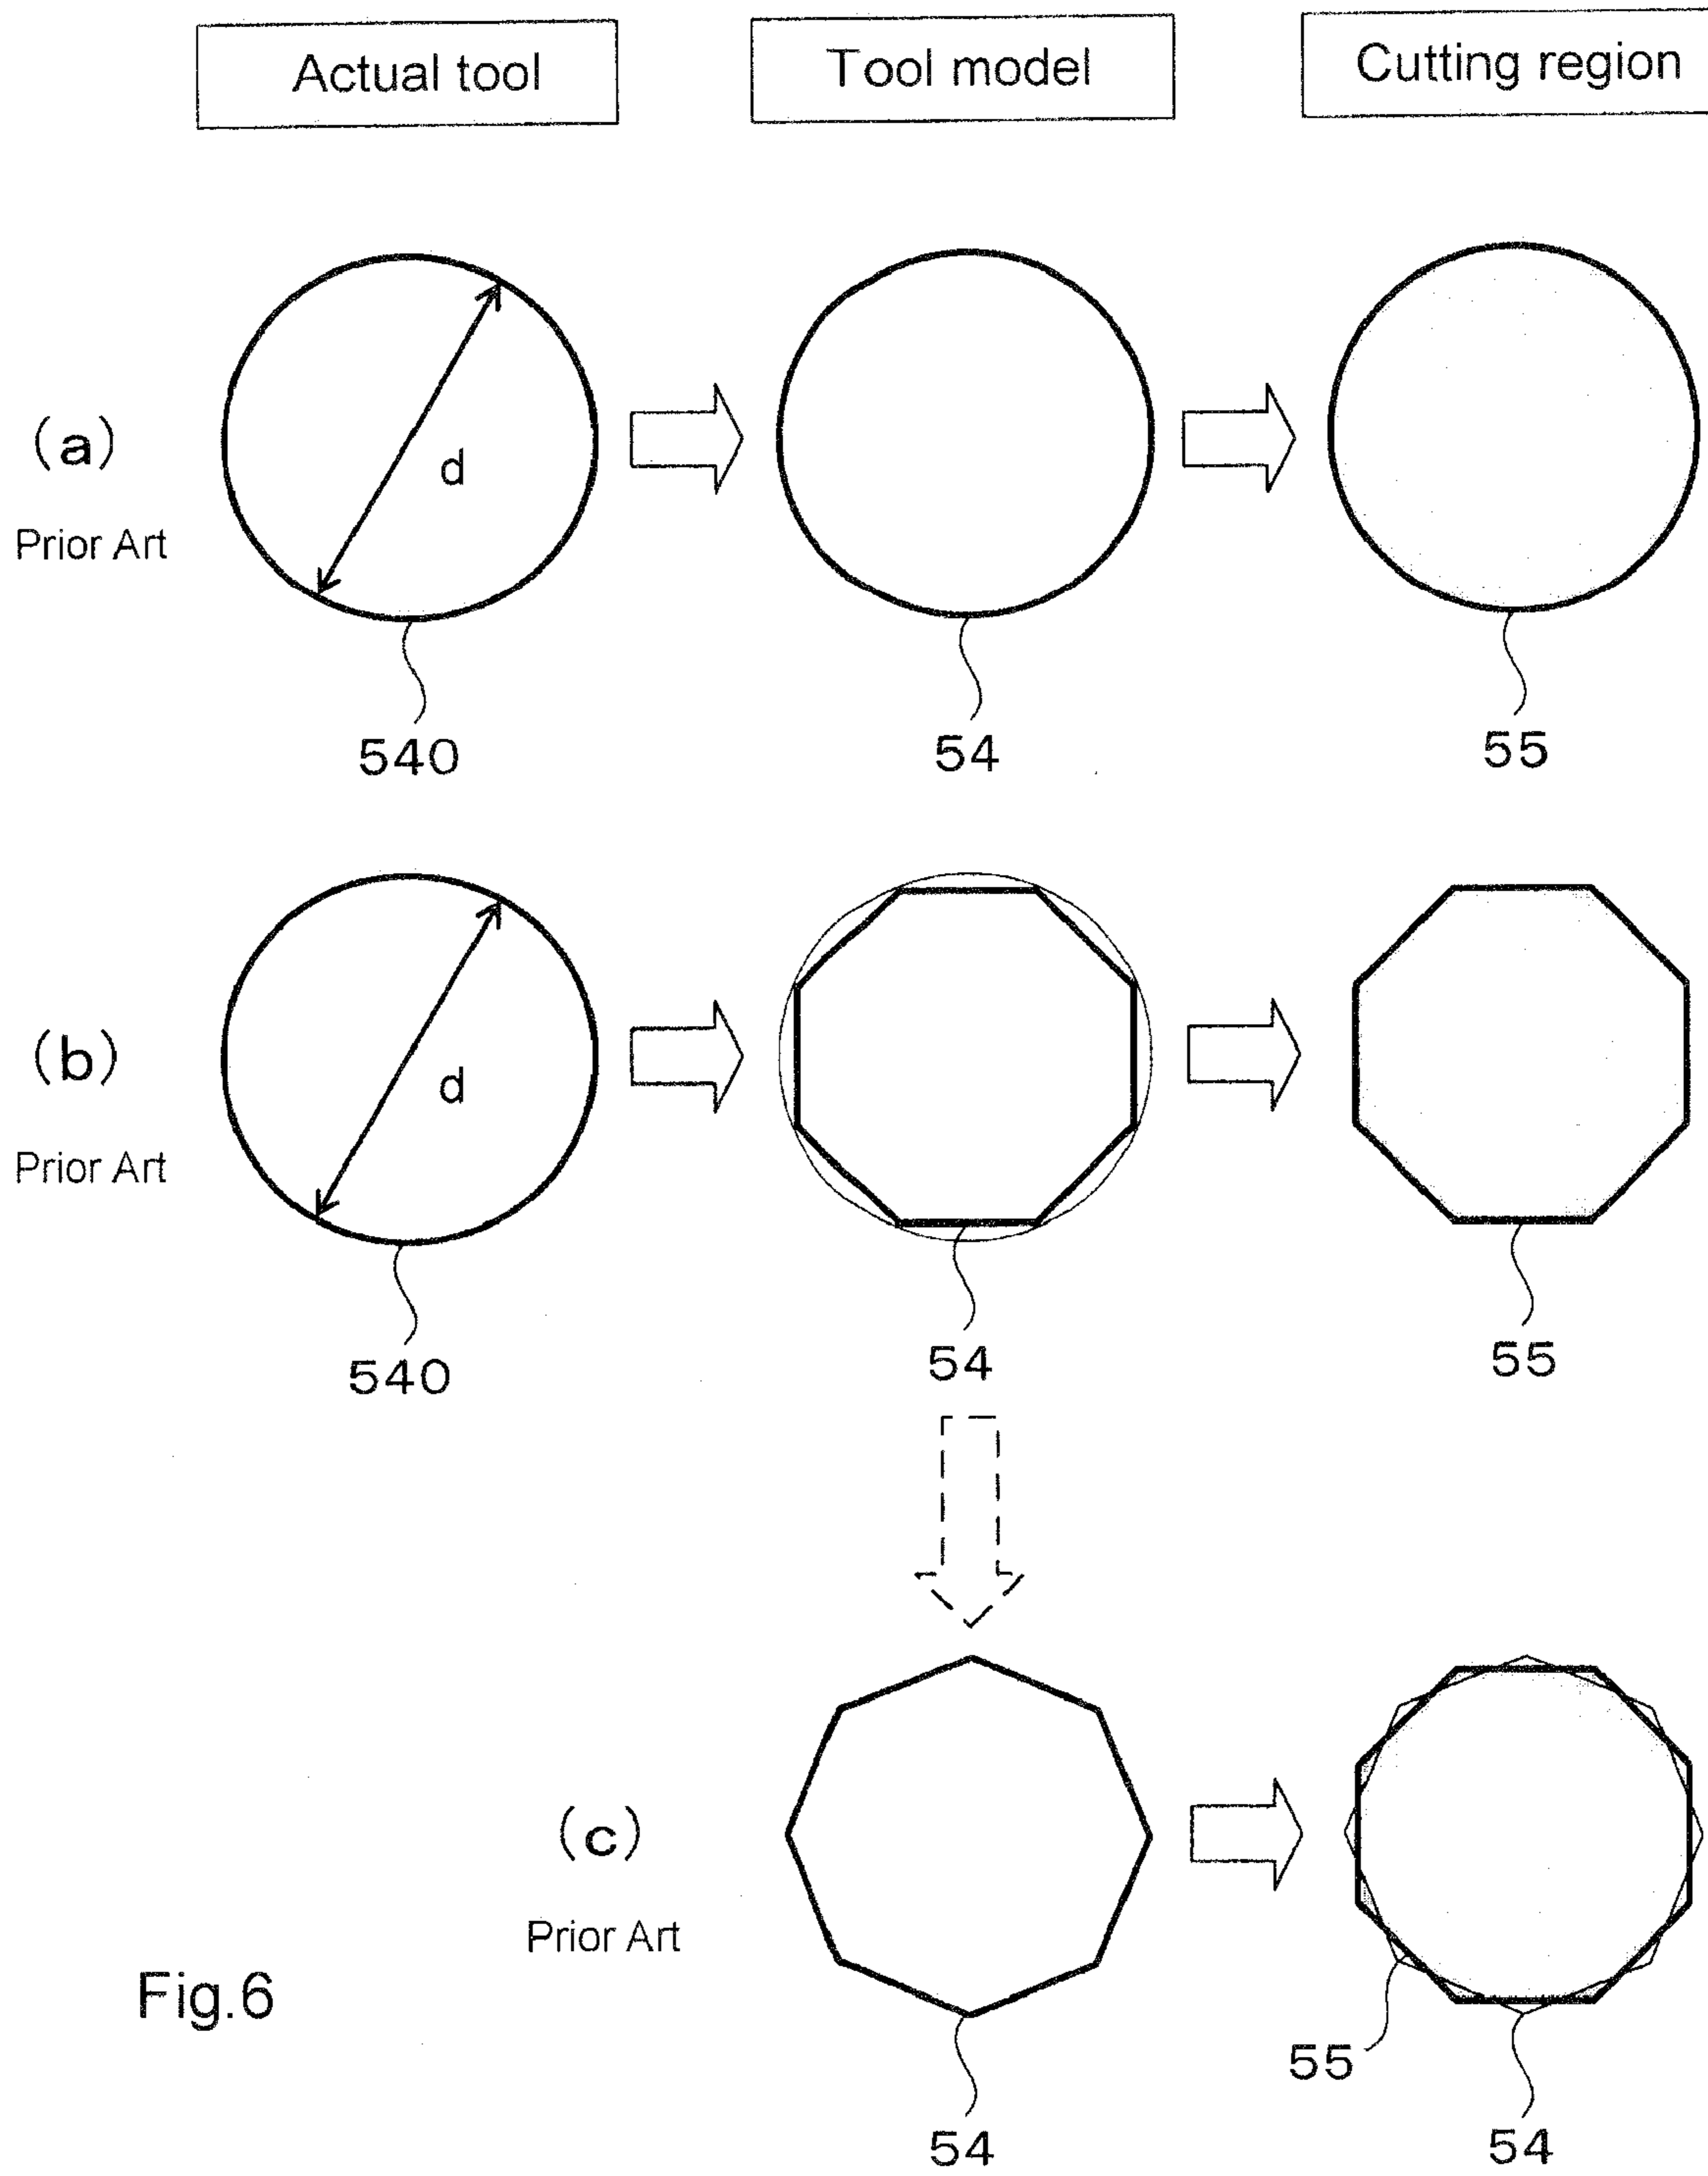 Actual tool
Tool model
Cutting region
(a)
Prior Art
d
540
54
55
(b)
Prior Art
d
540
54
55
(c)
Prior Art
54
55
54
Fig.6